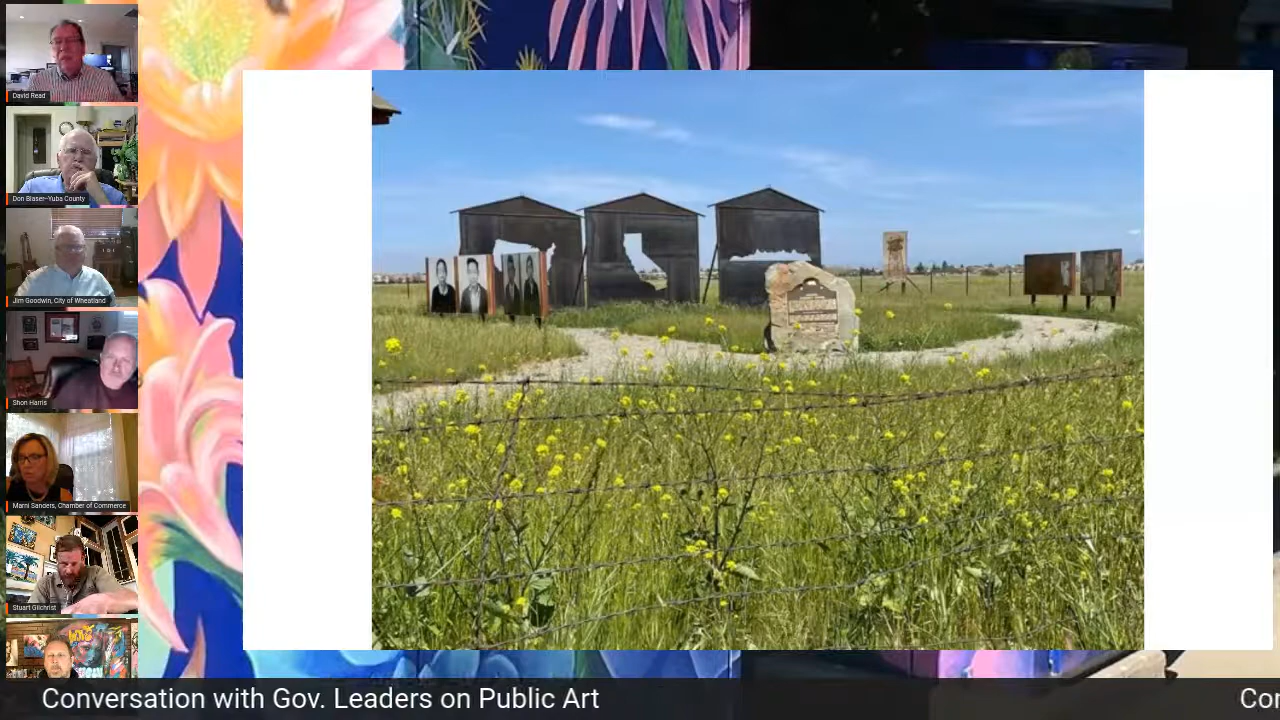 David Read
Don Blaser--Yuba County
Jim Goodwin, City of Wheatland
Shon Harris
Marni Sanders, Chamber of Commerce
Stuart Gilchrist
Conversation with Gov. Leaders on Public Art